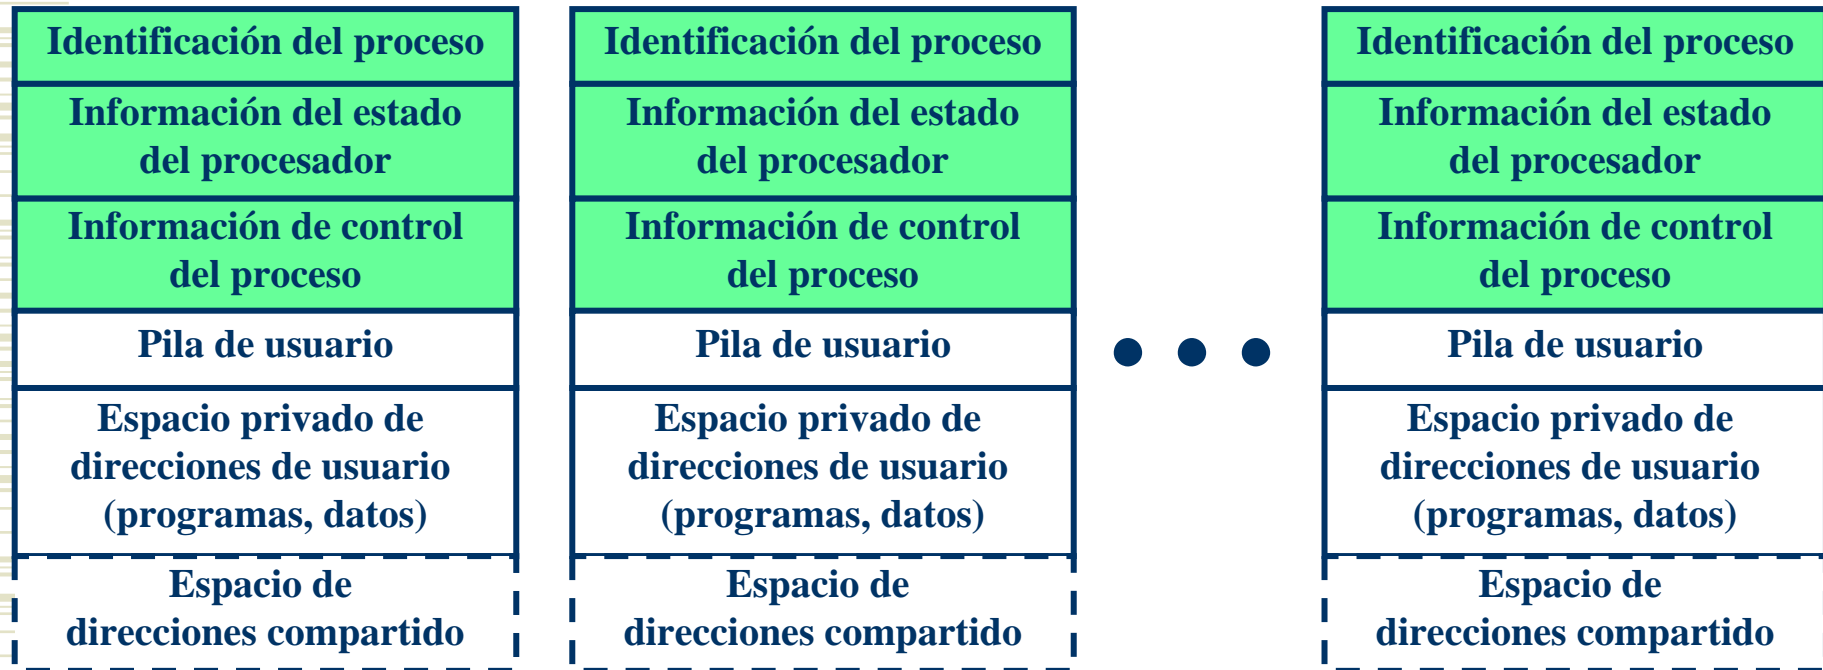 Identificación del proceso
Información del estado
del procesador
Información de control
del proceso
Pila de usuario
Espacio privado de
direcciones de usuario
(programas, datos)
Espacio de
direcciones compartido
Identificación del proceso
Información del estado
del procesador
Información de control
del proceso
Pila de usuario
Espacio privado de
direcciones de usuario
(programas, datos)
Espacio de
direcciones compartido
Identificación del proceso
Información del estado
del procesador
Información de control
del proceso
Pila de usuario
Espacio privado de
direcciones de usuario
(programas, datos)
Espacio de
direcciones compartido